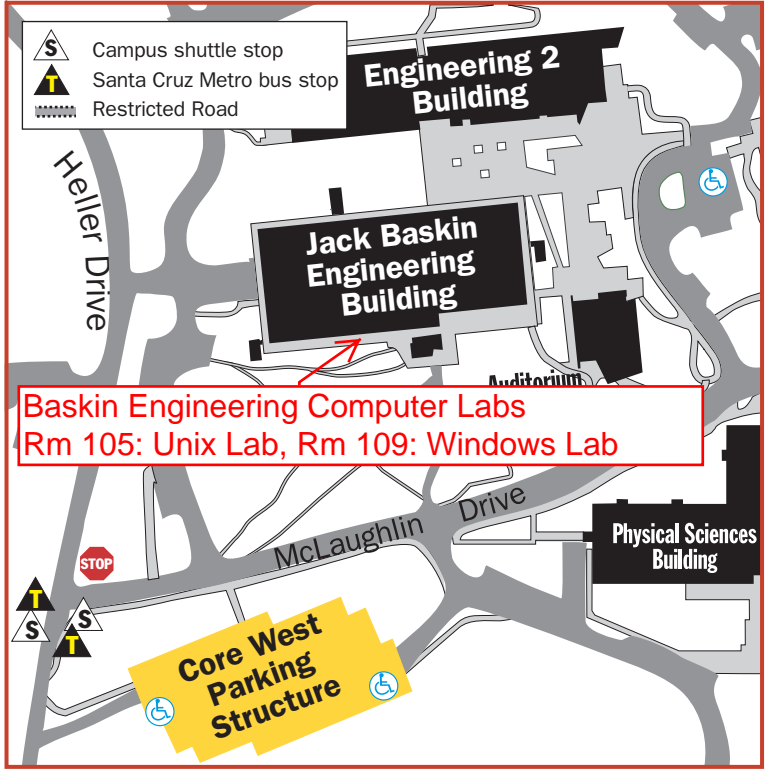 S Campus shuttle stop
T Santa Cruz Metro bus stop
Restricted Road
Engineering 2
Building
Heller Drive
Jack Baskin
Engineering
Building
Auditorium
Baskin Engineering Computer Labs
Rm 105: Unix Lab, Rm 109: Windows Lab
McLaughlin Drive
Physical Sciences
Building
STOP
T
S
S
T
Core West
Parking
Structure